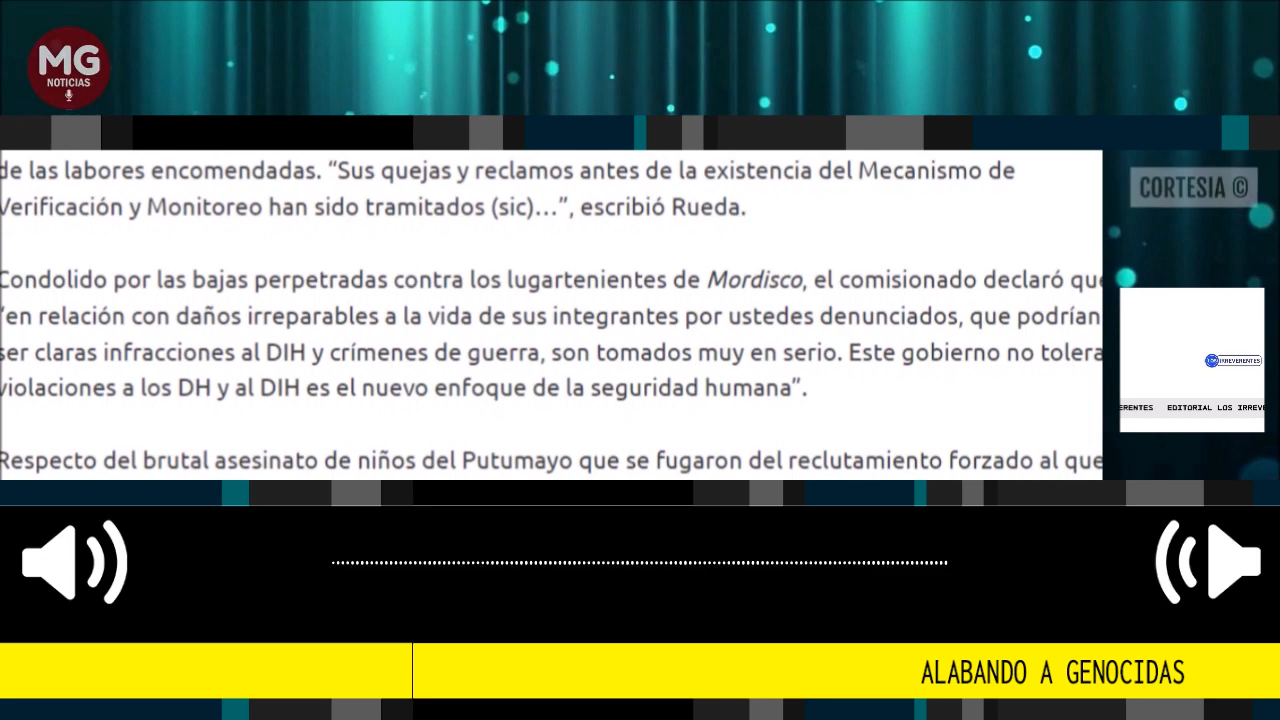 MG
NOTICIAS
de las labores encomendadas. “Sus quejas y reclamos antes de la existencia del Mecanismo de
Verificación y Monitoreo han sido tramitados (sic)…”, escribió Rueda.
Condolido por las bajas perpetradas contra los lugartenientes de Mordisco, el comisionado declaró que
“en relación con daños irreparables a la vida de sus integrantes por ustedes denunciados, que podrían
ser claras infracciones al DIH y crímenes de guerra, son tomados muy en serio. Este gobierno no tolera
violaciones a los DH y al DIH es el nuevo enfoque de la seguridad humana”.
Respecto del brutal asesinato de niños del Putumayo que se fugaron del reclutamiento forzado al que
CORTESIA ©
LOS IRREVERENTES
ERENTES EDITORIAL LOS IRREVE
ALABANDO A GENOCIDAS